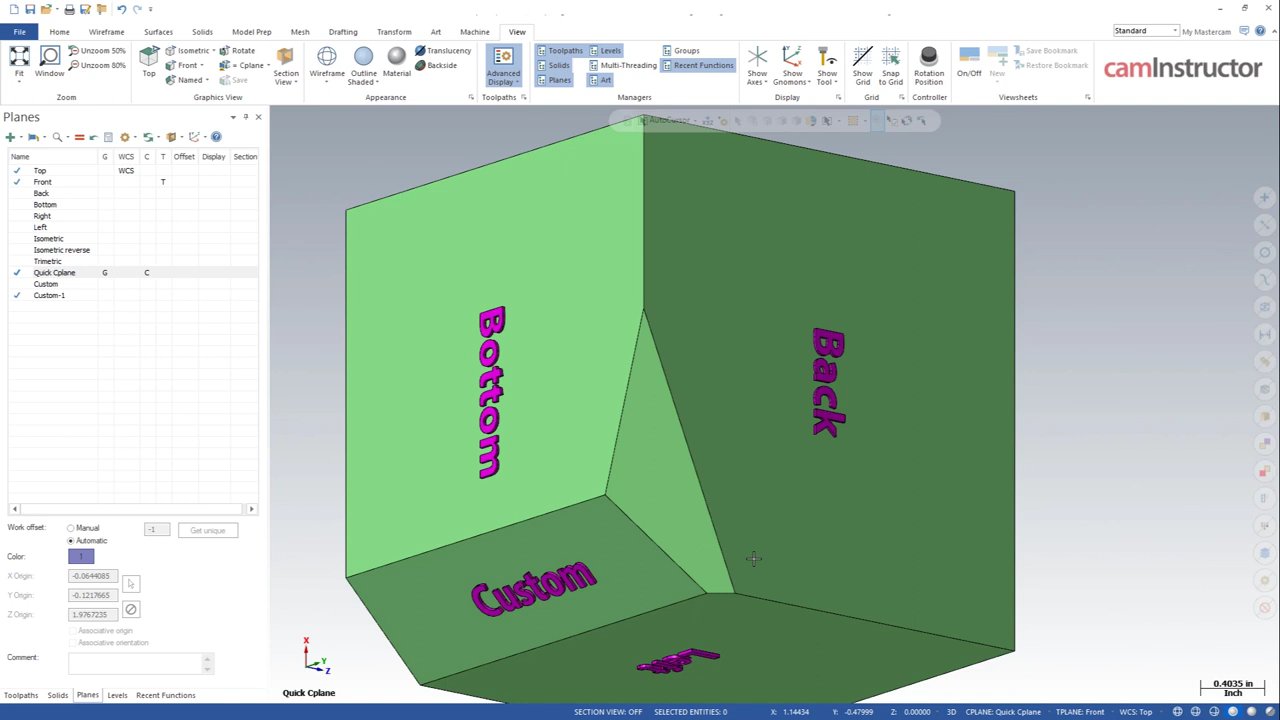 File
Home
Wireframe
Surfaces
Solids
Model Prep
Mesh
Drafting
Transform
Art
Machine
View
Standard
My Mastercam
Fit
Window
Unzoom 50%
Unzoom 80%
Zoom
Top
Isometric
Front
Named
Rotate
= Cplane
Save
Section View
Graphics View
Wireframe
Outline Shaded
Material
Translucency
Backside
Appearance
Advanced Display
Toolpaths
Toolpaths
Solids
Planes
Levels
Multi-Threading
Art
Groups
Recent Functions
Managers
Show Axes
Show Gnomons
Show Tool
Display
Show Grid
Snap to Grid
Grid
Rotation Position
Controller
On/Off
New
Save Bookmark
Restore Bookmark
Viewsheets
camInstructor
AutoCursor
Planes
Name G WCS C T Offset Display Section
Top WCS
Front T
Back
Bottom
Right
Left
Isometric
Isometric reverse
Trimetric
Quick Cplane G C
Custom
Custom-1
Work offset: Manual -1 Get unique
Automatic
Color: 1
X Origin: -0.0644085
Y Origin: -0.1217665
Z Origin: 1.9767235
Associative origin
Associative orientation
Comment:
Toolpaths Solids Planes Levels Recent Functions
Bottom
Back
Custom
X
Y
Z
Quick Cplane
0.4035 in
Inch
SECTION VIEW: OFF SELECTED ENTITIES: 0 X: 1.14434 Y: -0.47999 Z: 0.00000 3D CPLANE: Quick Cplane TPLANE: Front WCS: Top